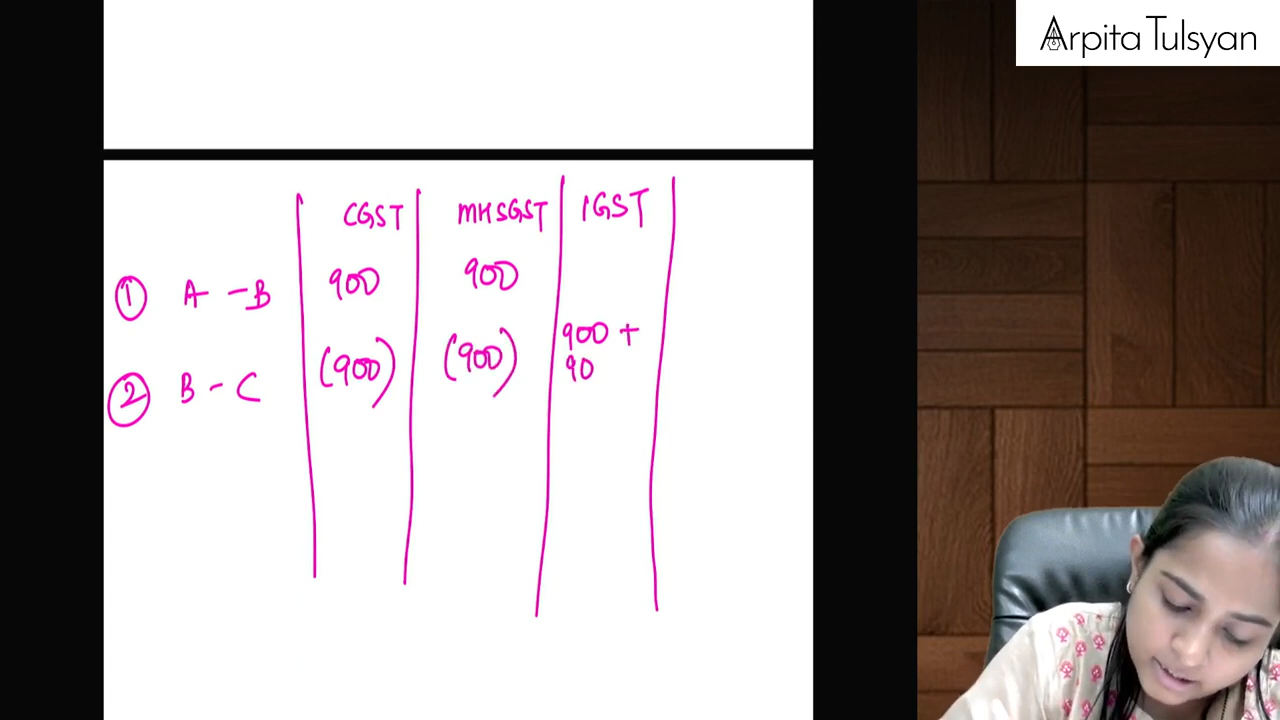 Arpita Tulsyan
CGST MHSGST IGST
① A - B 900 900
② B - C (900) (900) 900 +
90